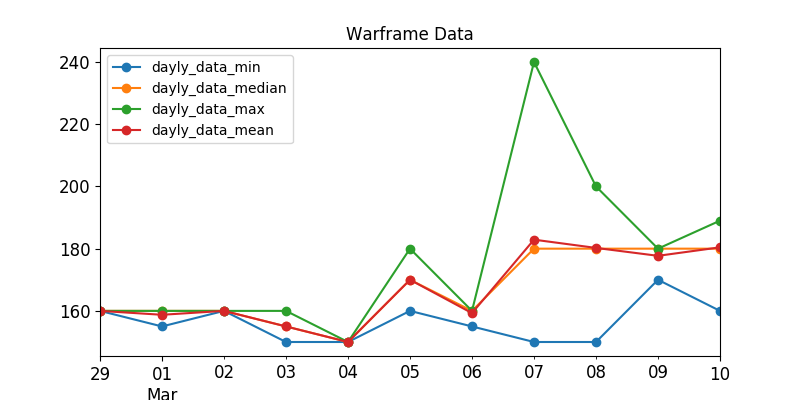 Warframe Data
dayly_data_min
dayly_data_median
dayly_data_max
dayly_data_mean
240
220
200
180
160
29 01 02 03 04 05 06 07 08 09 10
Mar